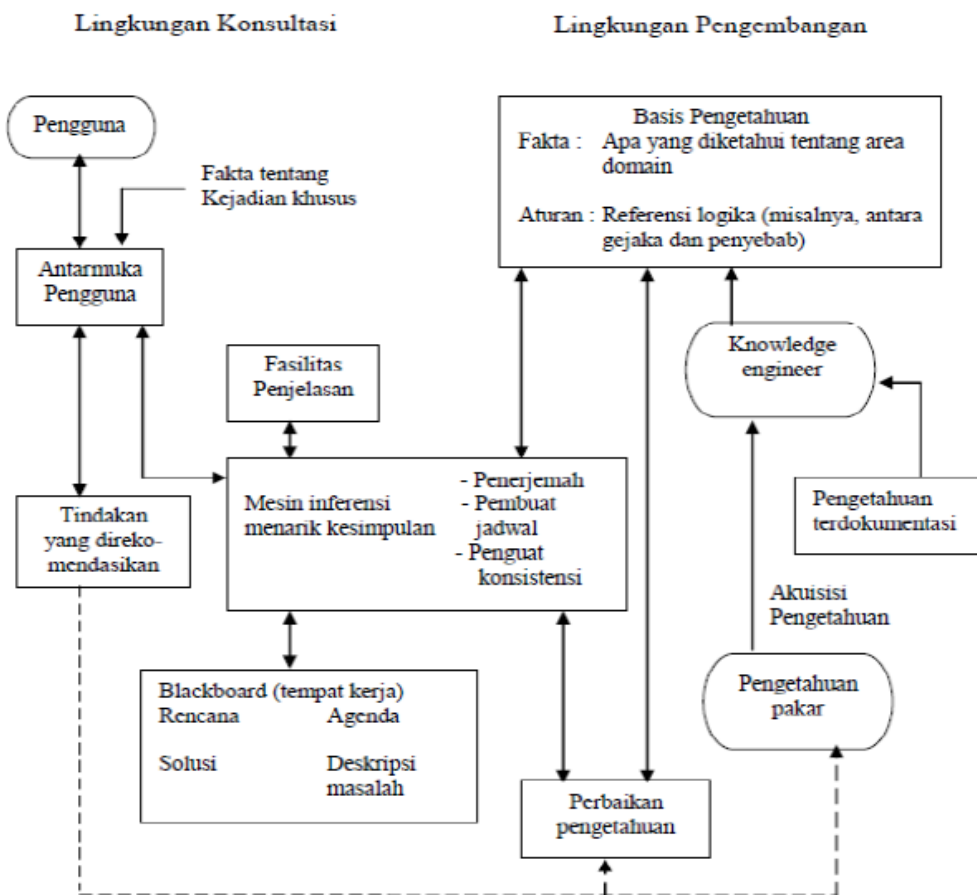 Lingkungan Konsultasi
Lingkungan Pengembangan
Pengguna
Fakta tentang
Kejadian khusus
Antarmuka
Pengguna
Fasilitas
Penjelasan
Tindakan
yang direko-
mendasikan
Mesin inferensi
menarik kesimpulan
- Penerjemah
- Pembuat
jadwal
- Penguat
konsistensi
Blackboard (tempat kerja)
Rencana Agenda
Solusi Deskripsi
masalah
Basis Pengetahuan
Fakta : Apa yang diketahui tentang area
domain
Aturan : Referensi logika (misalnya, antara
gejaka dan penyebab)
Knowledge
engineer
Pengetahuan
terdokumentasi
Akuisisi
Pengetahuan
Pengetahuan
pakar
Perbaikan
pengetahuan